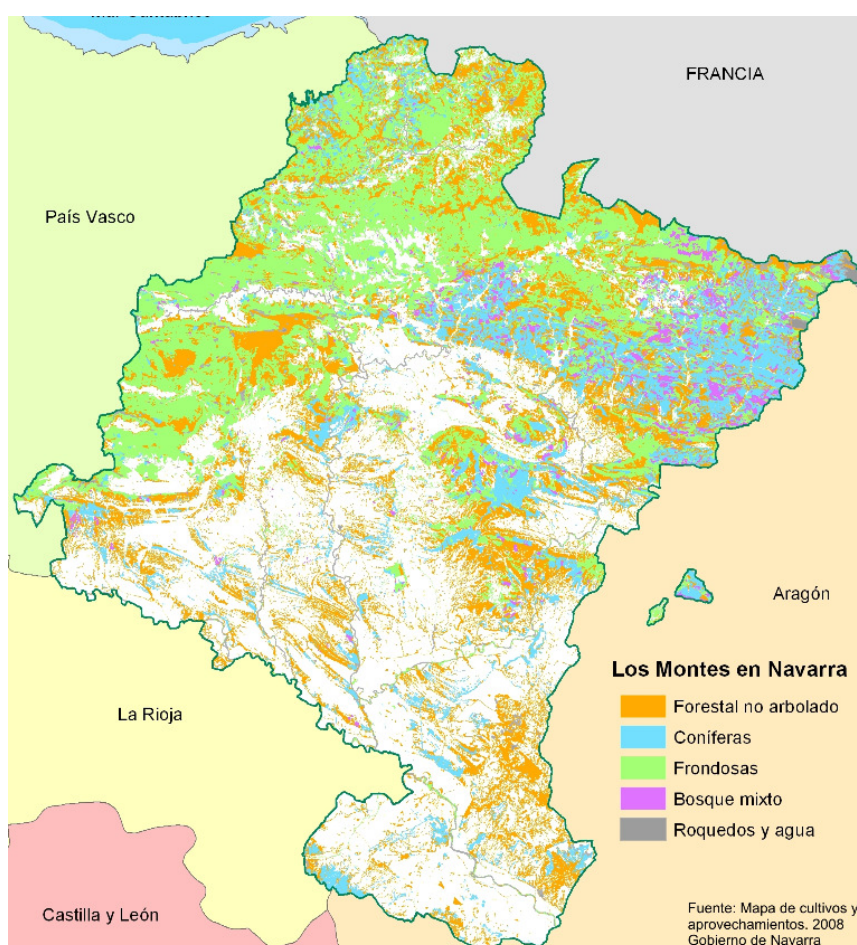 FRANCIA
País Vasco
Aragón
La Rioja
Castilla y León
Los Montes en Navarra
Forestal no arbolado
Coníferas
Frondosas
Bosque mixto
Roquedos y agua
Fuente: Mapa de cultivos y
aprovechamientos. 2008
Gobierno de Navarra